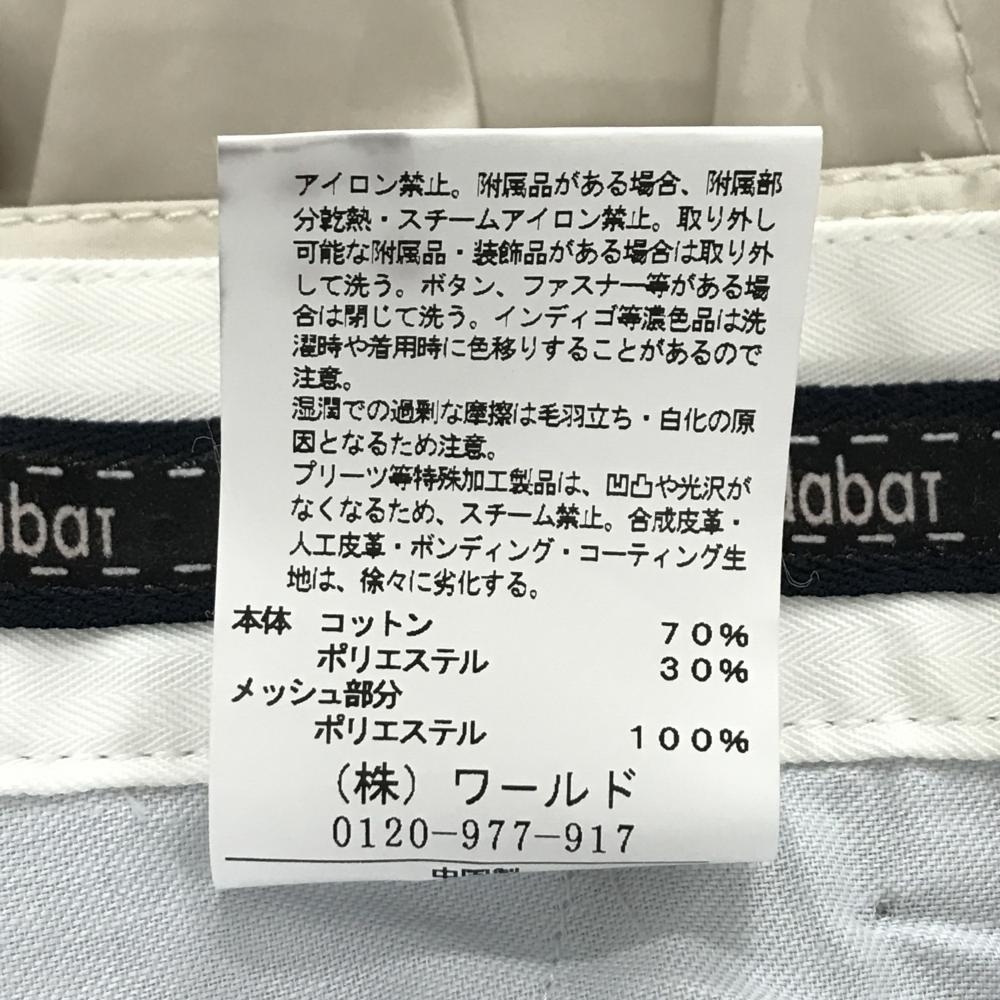 アイロン禁止。附属品がある場合、附属部
分乾熱・スチームアイロン禁止。取り外し
可能な附属品・装飾品がある場合は取り外
して洗う。ボタン、ファスナー等がある場
合は閉じて洗う。インディゴ等濃色品は洗
濯時や着用時に色移りすることがあるので
注意。
湿潤での過剰な摩擦は毛羽立ち・白化の原
因となるため注意。
プリーツ等特殊加工製品は、凹凸や光沢が
なくなるため、スチーム禁止。合成皮革・
人工皮革・ボンディング・コーティング生
地は、徐々に劣化する。
本体 コットン 70%
ポリエステル 30%
メッシュ部分
ポリエステル 100%
(株) ワールド
0120-977-917
中国製
abat
dabat